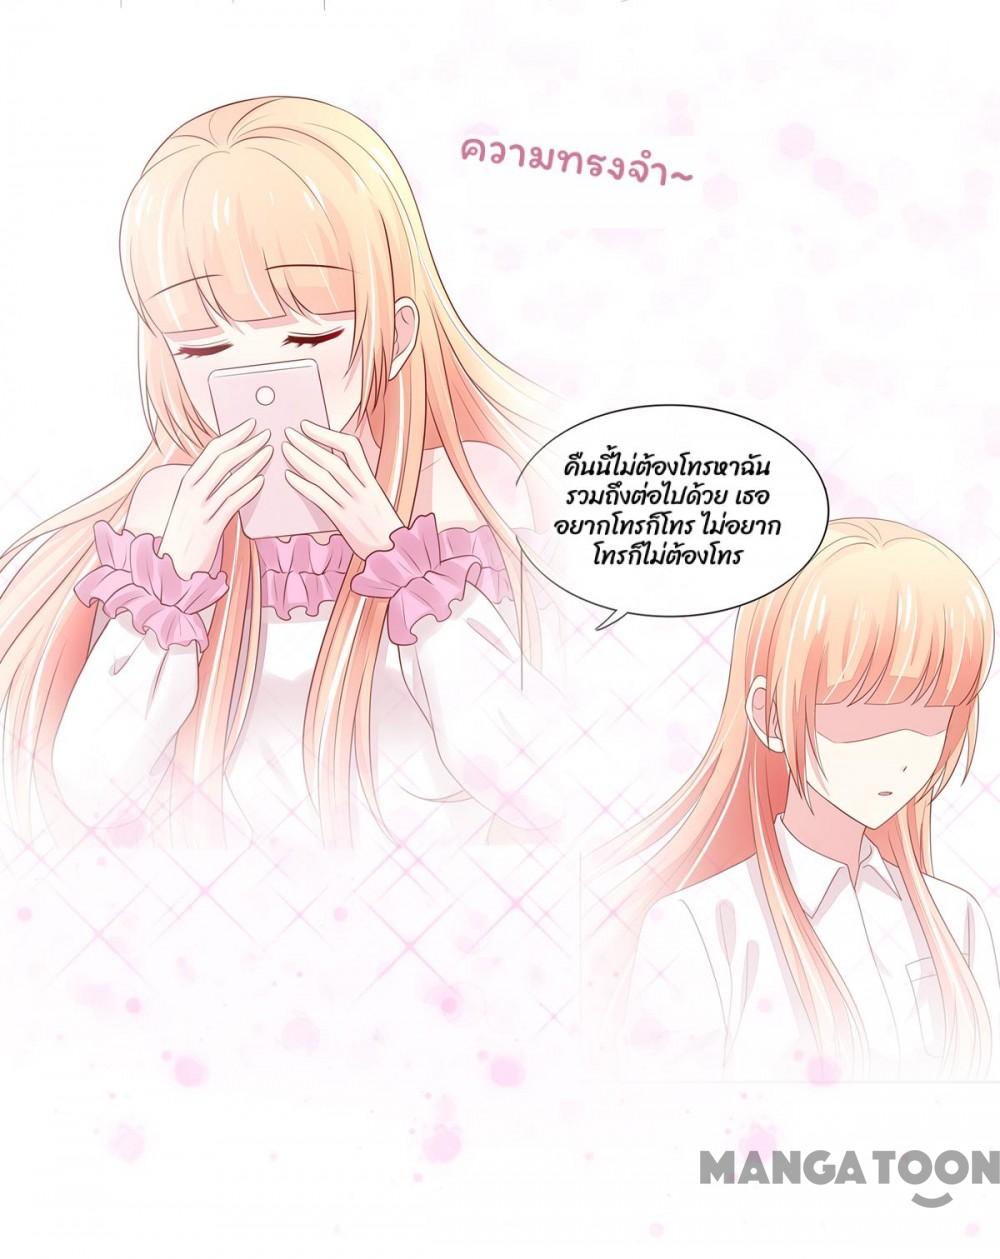 ความทรงจำ~
คืนนี้ไม่ต้องโทรหาฉัน
รวมถึงต่อไปด้วย เธอ
อยากโทรก็โทร ไม่อยาก
โทรก็ไม่ต้องโทร
MANGATOON